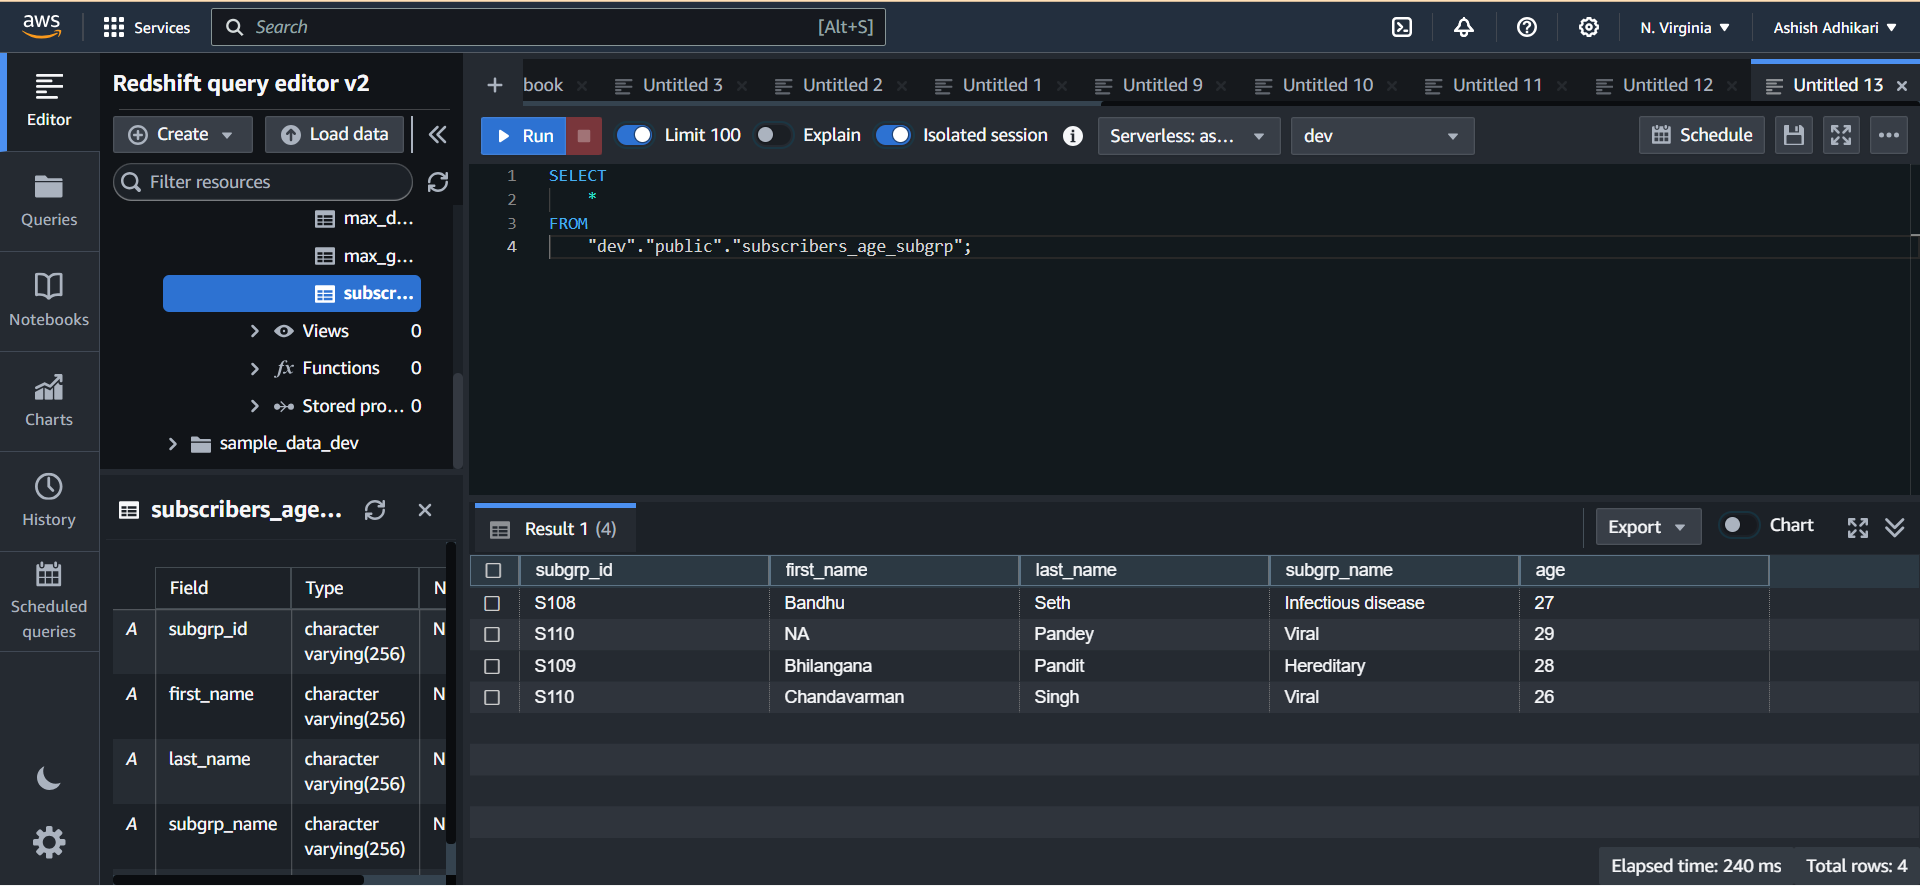 aws Services Search [Alt+S] N. Virginia Ashish Adhikari
Editor
Queries
Notebooks
Charts
History
Scheduled
queries
Redshift query editor v2
Create Load data
Filter resources
max_d...
max_g...
subscr...
Views 0
fx Functions 0
Stored pro... 0
sample_data_dev
subscribers_age...
Field Type N
A subgrp_id character N
varying(256)
A first_name character N
varying(256)
A last_name character N
varying(256)
A subgrp_name character N
varying(256)
book Untitled 3 Untitled 2 Untitled 1 Untitled 9 Untitled 10 Untitled 11 Untitled 12 Untitled 13
Run Limit 100 Explain Isolated session Serverless: as... dev Schedule
1 SELECT
2 *
3 FROM
4 "dev"."public"."subscribers_age_subgrp";
Result 1 (4) Export Chart
subgrp_id first_name last_name subgrp_name age
S108 Bandhu Seth Infectious disease 27
S110 NA Pandey Viral 29
S109 Bhilangana Pandit Hereditary 28
S110 Chandavarman Singh Viral 26
Elapsed time: 240 ms Total rows: 4